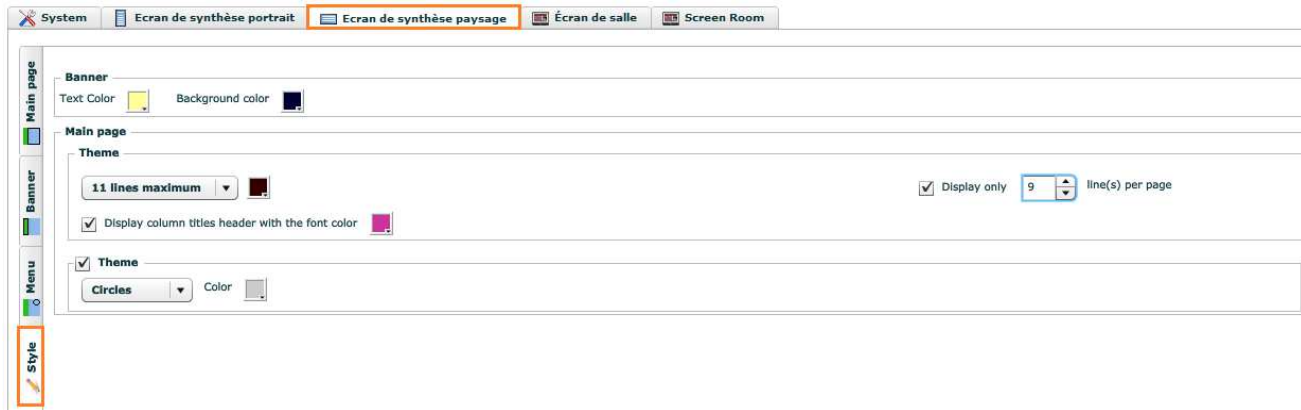 System
Ecran de synthèse portrait
Ecran de synthèse paysage
Écran de salle
Screen Room
Main page
Banner
Menu
Style
Banner
Text Color
Background color
Main page
Theme
11 lines maximum
Display only 9 line(s) per page
Display column titles header with the font color
Theme
Circles
Color